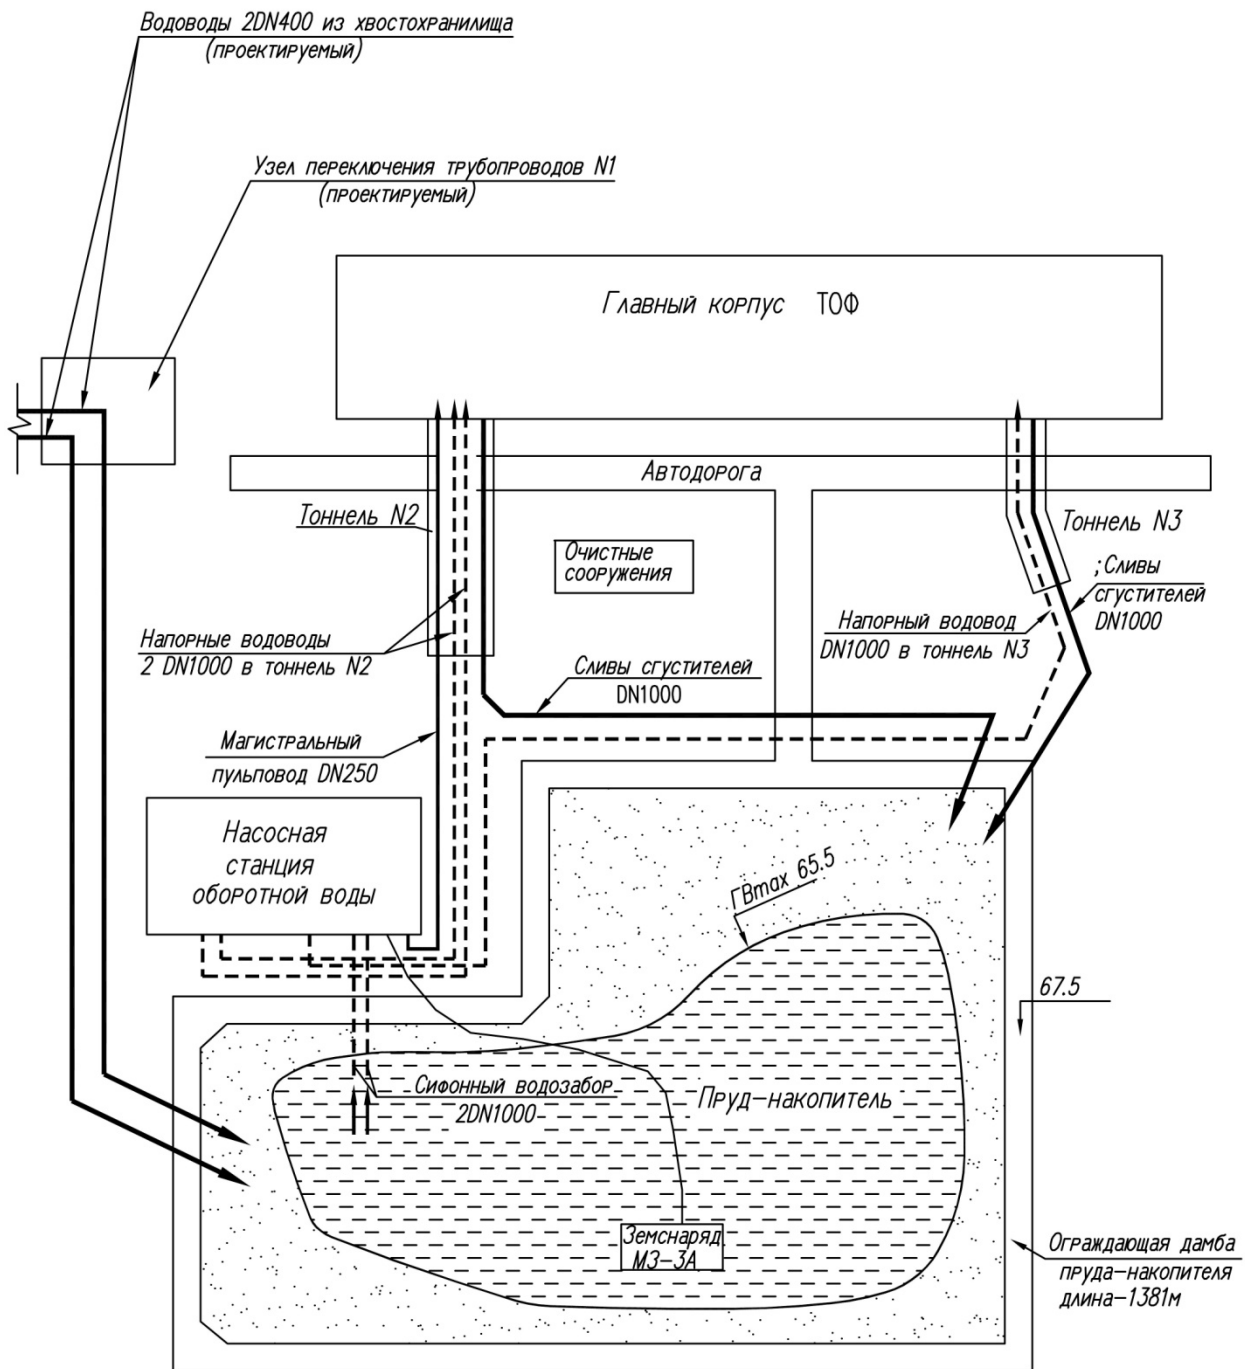 Водоводы 2DN400 из хвостохранилища
(проектируемый)
Узел переключения трубопроводов N1
(проектируемый)
Главный корпус ТОФ
Автодорога
Тоннель N2
Очистные
сооружения
Тоннель N3
;Сливы
сгустителей
DN1000
Напорный водовод
DN1000 в тоннель N3
Напорные водоводы
2 DN1000 в тоннель N2
Сливы сгустителей
DN1000
Магистральный
пульповод DN250
Насосная
станция
оборотной воды
ГВmax 65.5
67.5
Сифонный водозабор
2DN1000
Пруд-накопитель
Земснаряд
МЗ-3А
Ограждающая дамба
пруда-накопителя
длина-1381м